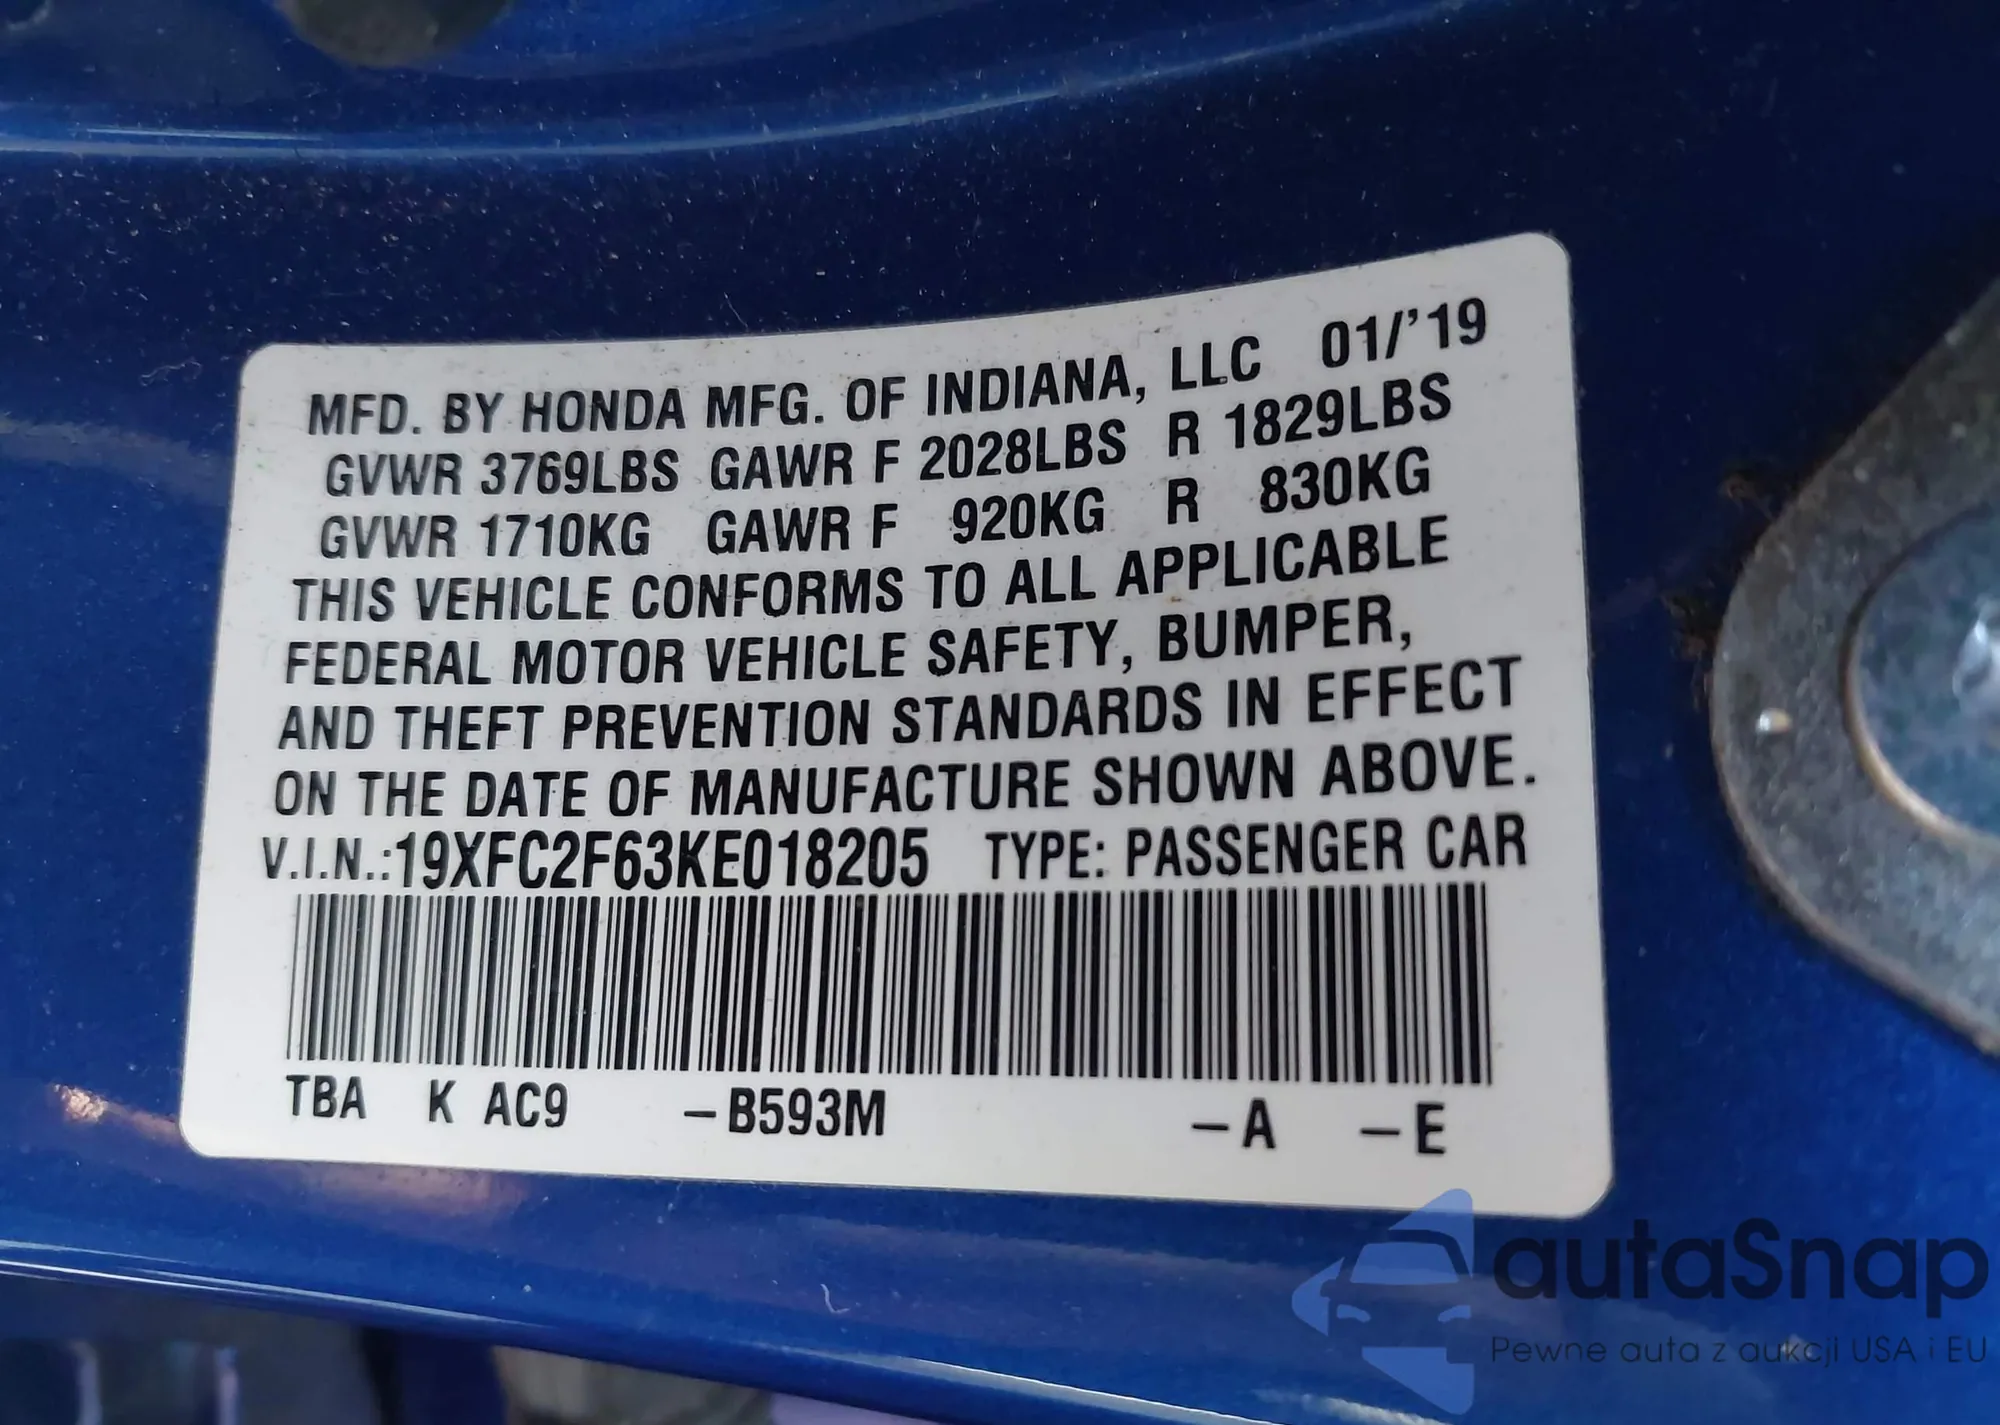 MFD. BY HONDA MFG. OF INDIANA, LLC 01/'19
GVWR 3769LBS GAWR F 2028LBS R 1829LBS
GVWR 1710KG GAWR F 920KG R 830KG
THIS VEHICLE CONFORMS TO ALL APPLICABLE
FEDERAL MOTOR VEHICLE SAFETY, BUMPER,
AND THEFT PREVENTION STANDARDS IN EFFECT
ON THE DATE OF MANUFACTURE SHOWN ABOVE.
V.I.N.:19XFC2F63KE018205 TYPE: PASSENGER CAR
TBA K AC9 –B593M –A –E
autaSnap
Pewne auta z aukcji USA i EU